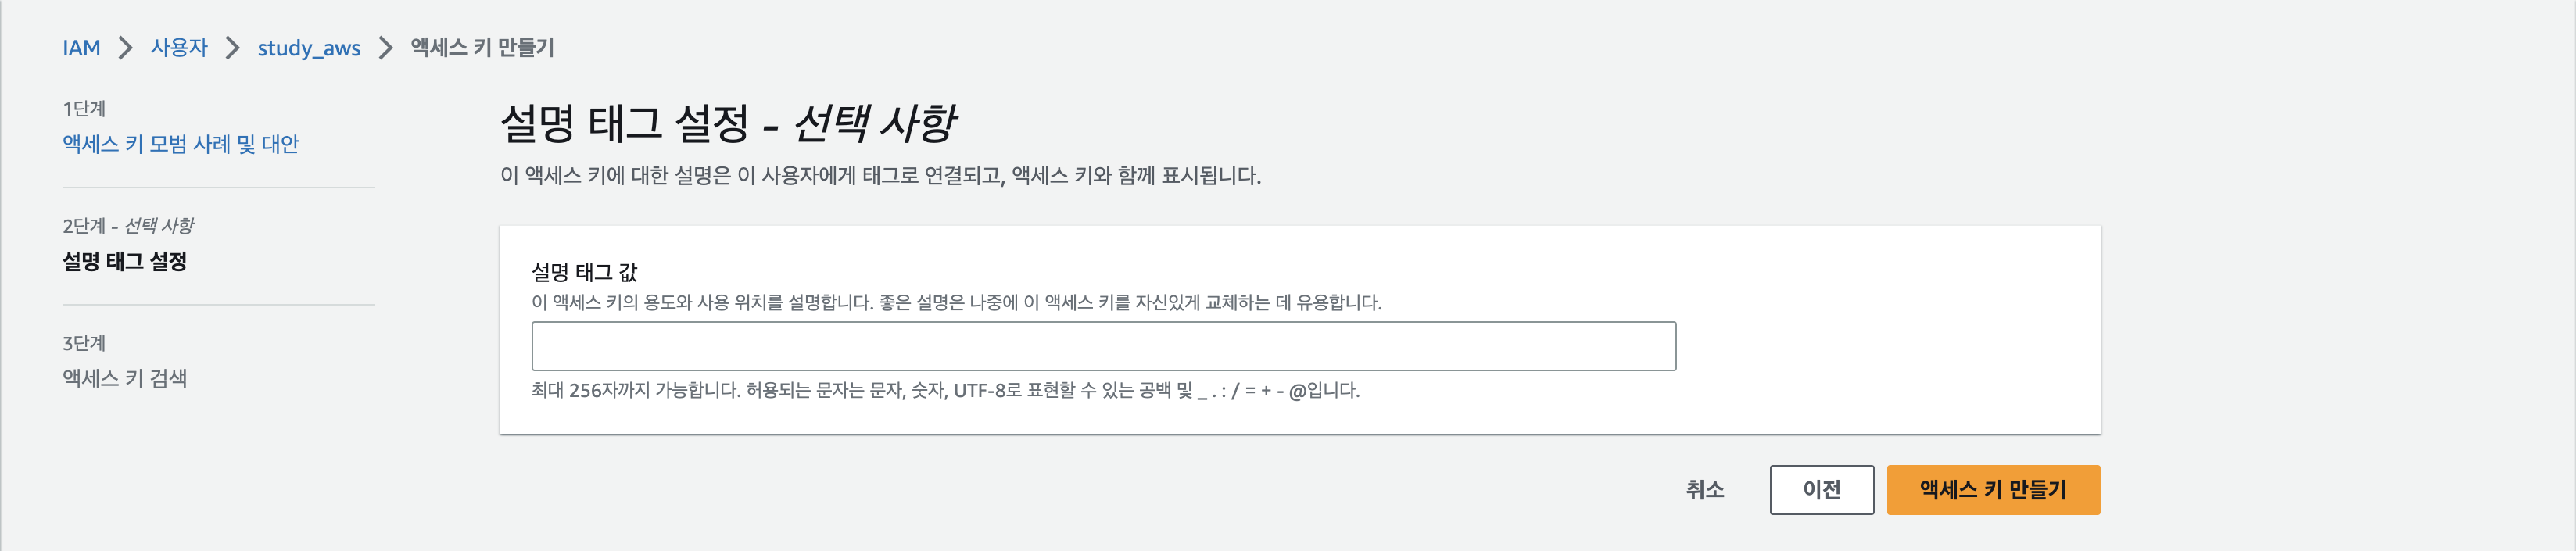 IAM > 사용자 > study_aws > 액세스 키 만들기
1단계
액세스 키 모범 사례 및 대안
2단계 - 선택 사항
설명 태그 설정
3단계
액세스 키 검색
설명 태그 설정 - 선택 사항
이 액세스 키에 대한 설명은 이 사용자에게 태그로 연결되고, 액세스 키와 함께 표시됩니다.
설명 태그 값
이 액세스 키의 용도와 사용 위치를 설명합니다. 좋은 설명은 나중에 이 액세스 키를 자신있게 교체하는 데 유용합니다.
최대 256자까지 가능합니다. 허용되는 문자는 문자, 숫자, UTF-8로 표현할 수 있는 공백 및 _ . : / = + - @입니다.
취소 이전 액세스 키 만들기